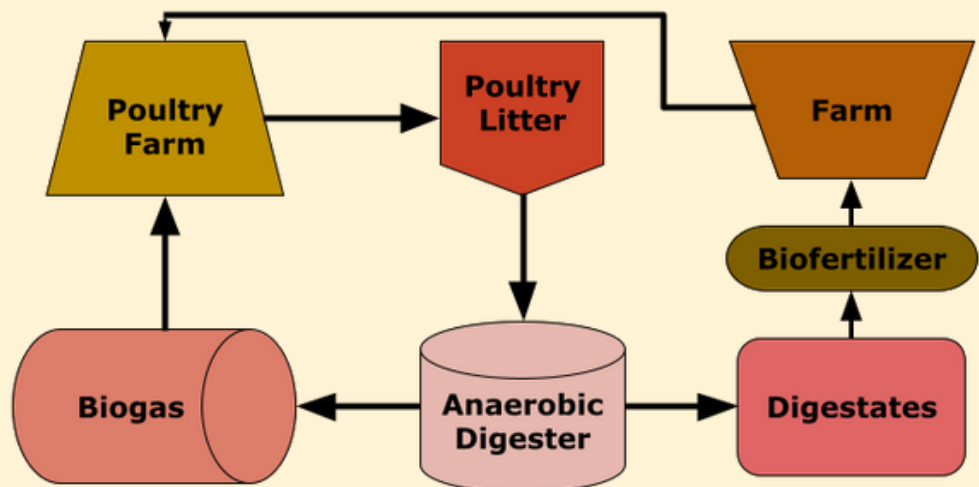 Poultry
Farm
Poultry
Litter
Farm
Biofertilizer
Biogas
Anaerobic
Digester
Digestates